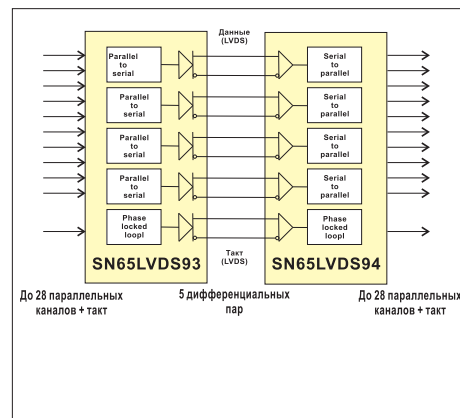 Данные
(LVDS)
Parallel
to
serial
Serial
to
parallel
Parallel
to
serial
Serial
to
parallel
Parallel
to
serial
Serial
to
parallel
Parallel
to
serial
Serial
to
parallel
Phase
locked
loopl
Phase
locked
loopl
Такт
(LVDS)
SN65LVDS93
SN65LVDS94
До 28 параллельных
каналов + такт
5 дифференциальных
пар
До 28 параллельных
каналов + такт